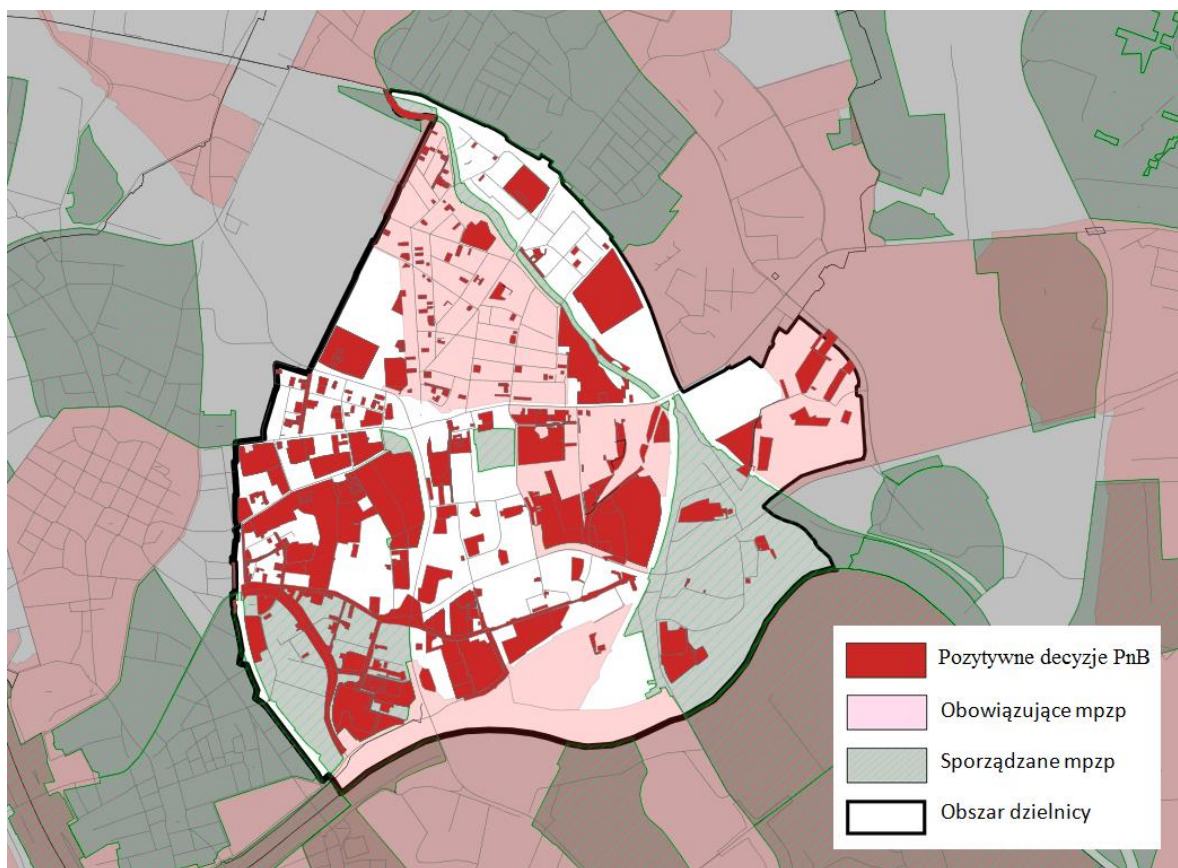 Pozytywne decyzje PnB
Obowiązujące mpzp
Sporządzane mpzp
Obszar dzielnicy